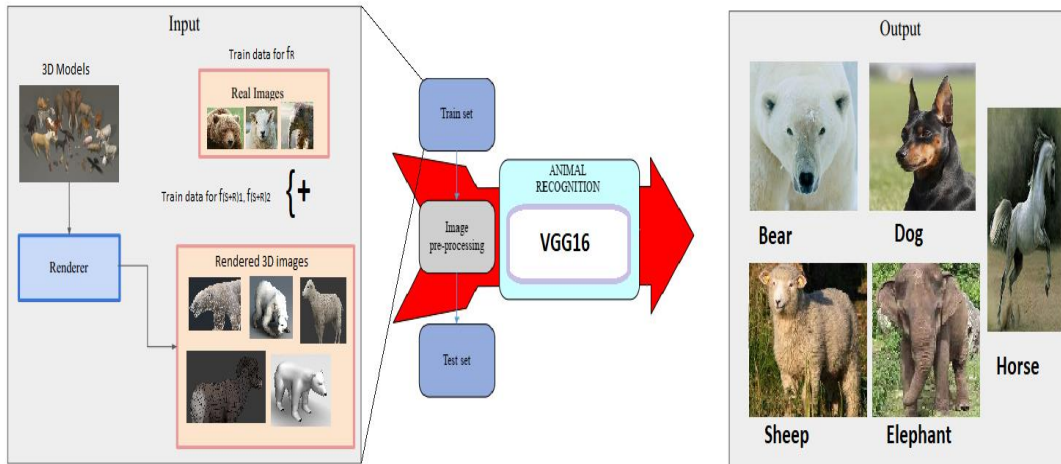 Input
Train data for fR
3D Models
Real Images
Train data for f(S+R)1, f(S+R)2
{+
Renderer
Rendered 3D images
Train set
Image
pre-processing
Test set
ANIMAL
RECOGNITION
VGG16
Output
Bear
Dog
Horse
Sheep
Elephant